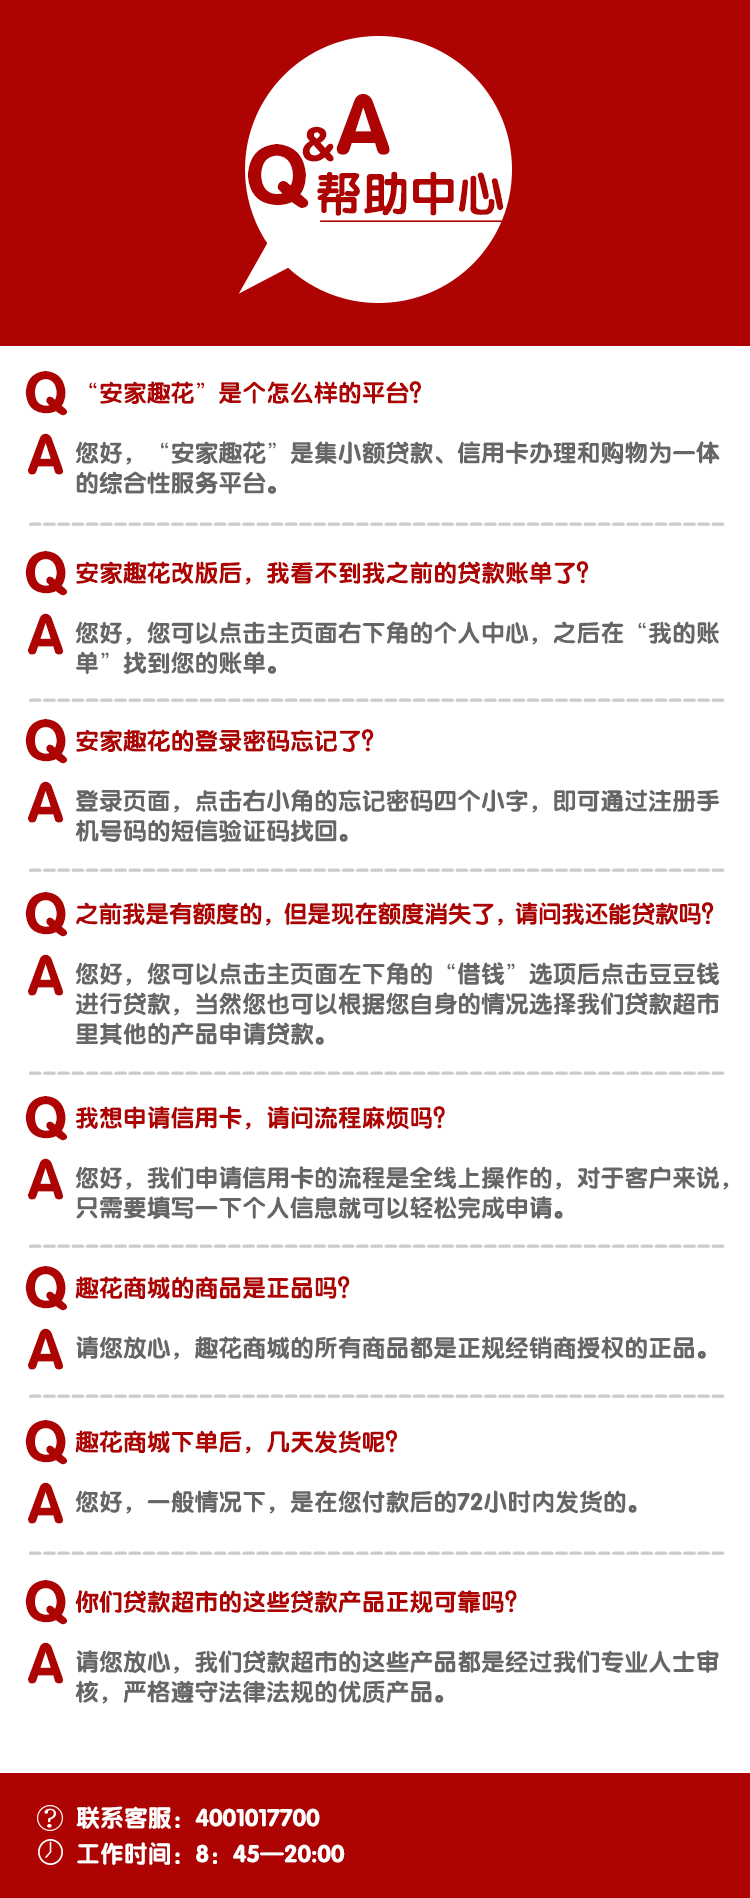 Q&A
帮助中心
Q “安家趣花”是个怎么样的平台?
A 您好，“安家趣花”是集小额贷款、信用卡办理和购物为一体
的综合性服务平台。
Q 安家趣花改版后，我看不到我之前的贷款账单了?
A 您好，您可以点击主页面右下角的个人中心，之后在“我的账
单”找到您的账单。
Q 安家趣花的登录密码忘记了?
A 登录页面，点击右小角的忘记密码四个小字，即可通过注册手
机号码的短信验证码找回。
Q 之前我是有额度的，但是现在额度消失了，请问我还能贷款吗?
A 您好，您可以点击主页面左下角的“借钱”选项后点击豆豆钱
进行贷款，当然您也可以根据您自身的情况选择我们贷款超市
里其他的产品申请贷款。
Q 我想申请信用卡，请问流程麻烦吗?
A 您好，我们申请信用卡的流程是全线上操作的，对于客户来说，
只需要填写一下个人信息就可以轻松完成申请。
Q 趣花商城的商品是正品吗?
A 请您放心，趣花商城的所有商品都是正规经销商授权的正品。
Q 趣花商城下单后，几天发货呢?
A 您好，一般情况下，是在您付款后的72小时内发货的。
Q 你们贷款超市的这些贷款产品正规可靠吗?
A 请您放心，我们贷款超市的这些产品都是经过我们专业人士审
核，严格遵守法律法规的优质产品。
联系客服：4001017700
工作时间：8：45—20:00